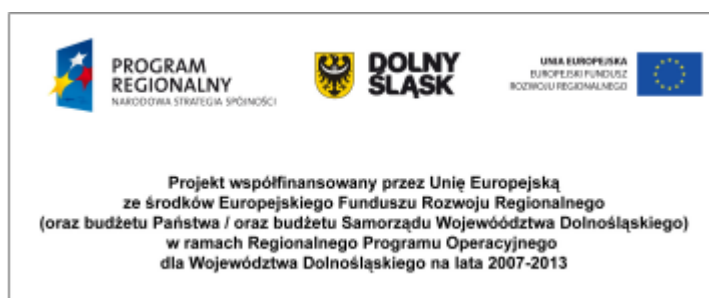 PROGRAM
REGIONALNY
NARODOWA STRATEGIA SPÓJNOŚCI
DOLNY
ŚLĄSK
UNIA EUROPEJSKA
EUROPEJSKI FUNDUSZ
ROZWOJU REGIONALNEGO
Projekt współfinansowany przez Unię Europejską
ze środków Europejskiego Funduszu Rozwoju Regionalnego
(oraz budżetu Państwa / oraz budżetu Samorządu Wojewóództwa Dolnośląskiego)
w ramach Regionalnego Programu Operacyjnego
dla Województwa Dolnośląskiego na lata 2007-2013